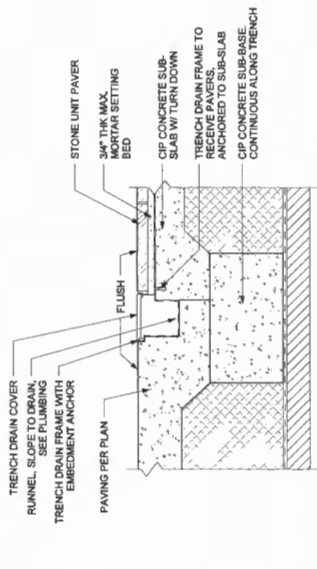 TRENCH DRAIN COVER
RUNNEL, SLOPE TO DRAIN,
SEE PLUMBING
TRENCH DRAIN FRAME WITH
EMBEDMENT ANCHOR
PAVING PER PLAN
FLUSH
STONE UNIT PAVER
3/4" THK MAX.
MORTAR SETTING
BED
CIP CONCRETE SUB-
SLAB W/ TURN DOWN
TRENCH DRAIN FRAME TO
RECEIVE PAVERS,
ANCHORED TO SUB-SLAB
CIP CONCRETE SUB-BASE,
CONTINUOUS ALONG TRENCH